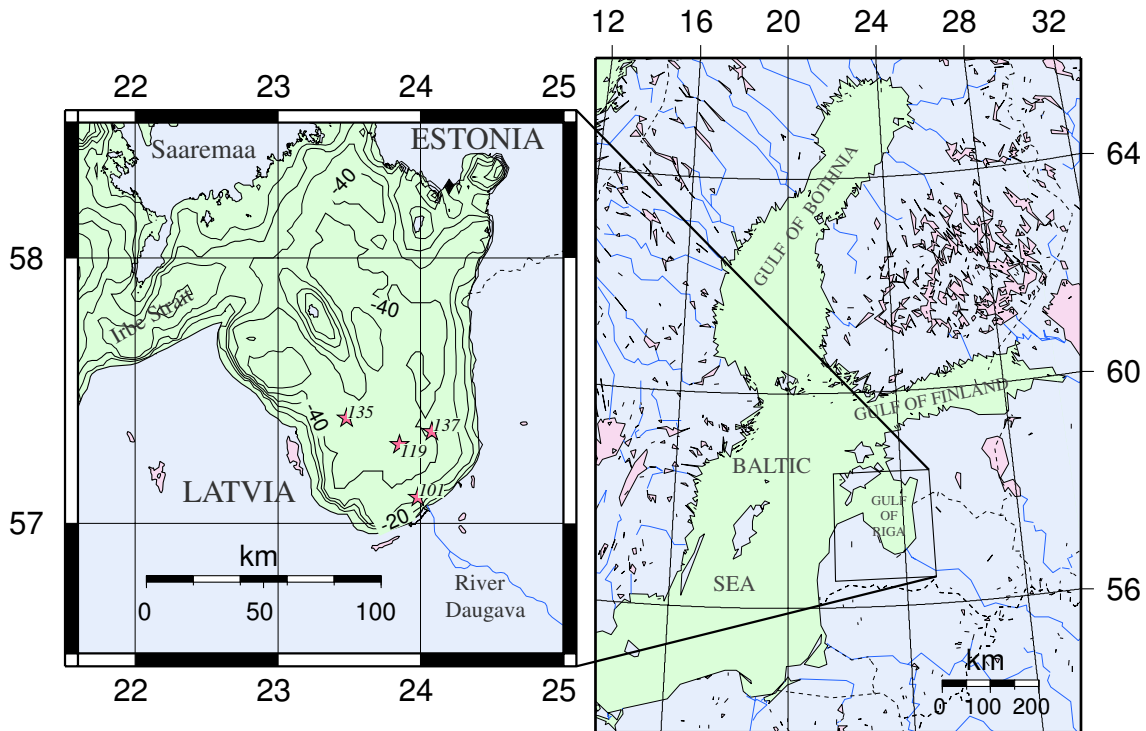 22
23
24
25
Saaremaa
ESTONIA
-40
58
Irbe Strait
-40
-40
135
137
119
LATVIA
101
57
-20
km
0
50
100
River
Daugava
22
23
24
25
12
16
20
24
28
32
64
GULF OF BOTHNIA
60
GULF OF FINLAND
BALTIC
GULF
OF
RIGA
SEA
56
km
0
100
200